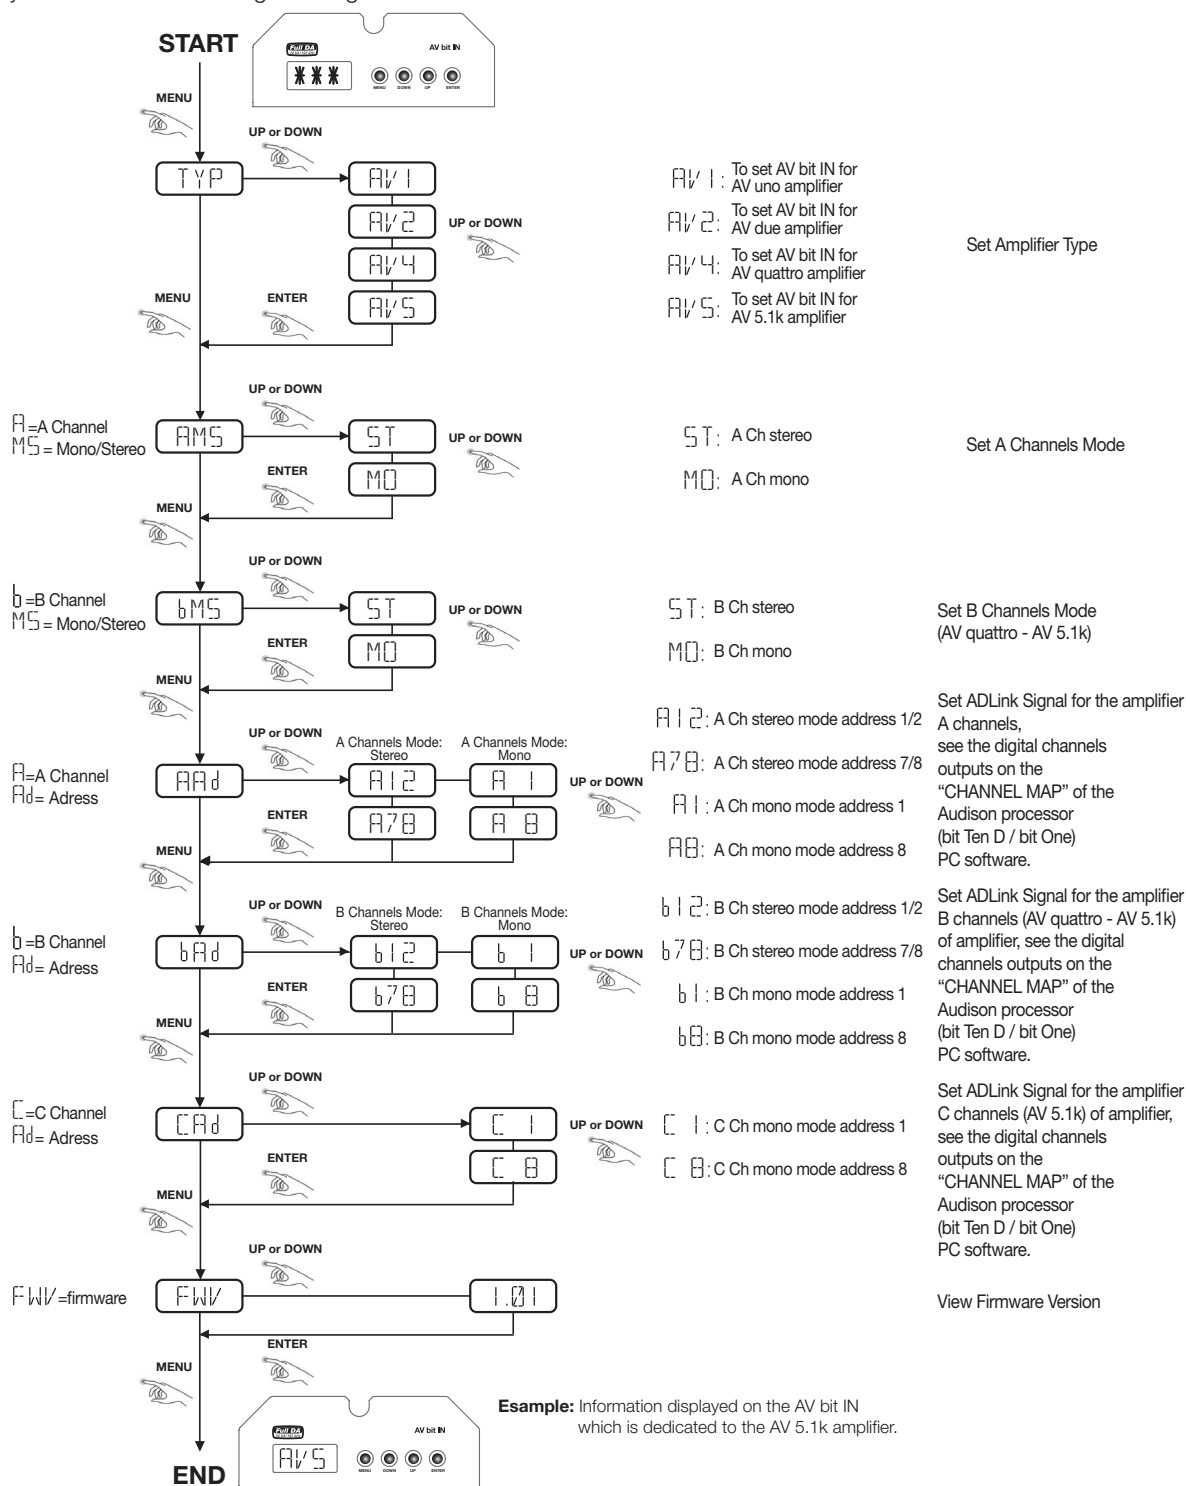 START
Full DA
AV bit IN
***
MENU DOWN UP ENTER
MENU
UP or DOWN
TYP
AV1
AV2
AV4
AV5
UP or DOWN
MENU
ENTER
AV1: To set AV bit IN for
AV uno amplifier
AV2: To set AV bit IN for
AV due amplifier
AV4: To set AV bit IN for
AV quattro amplifier
AV5: To set AV bit IN for
AV 5.1k amplifier
Set Amplifier Type
UP or DOWN
A =A Channel
MS = Mono/Stereo
AMS
ST
MO
UP or DOWN
ENTER
MENU
ST: A Ch stereo
MO: A Ch mono
Set A Channels Mode
UP or DOWN
b =B Channel
MS = Mono/Stereo
bMS
ST
MO
UP or DOWN
ENTER
MENU
ST: B Ch stereo
MO: B Ch mono
Set B Channels Mode
(AV quattro - AV 5.1k)
UP or DOWN
A Channels Mode:
Stereo
A Channels Mode:
Mono
A=A Channel
Ad= Adress
AAd
A12
A 1
A78
A 8
UP or DOWN
ENTER
MENU
A12: A Ch stereo mode address 1/2
A78: A Ch stereo mode address 7/8
A1: A Ch mono mode address 1
A8: A Ch mono mode address 8
Set ADLink Signal for the amplifier
A channels,
see the digital channels
outputs on the
“CHANNEL MAP” of the
Audison processor
(bit Ten D / bit One)
PC software.
UP or DOWN
B Channels Mode:
Stereo
B Channels Mode:
Mono
b=B Channel
Ad= Adress
bAd
b12
b 1
b78
b 8
UP or DOWN
ENTER
MENU
b12: B Ch stereo mode address 1/2
b78: B Ch stereo mode address 7/8
b1: B Ch mono mode address 1
b8: B Ch mono mode address 8
Set ADLink Signal for the amplifier
B channels (AV quattro - AV 5.1k)
of amplifier, see the digital
channels outputs on the
“CHANNEL MAP” of the
Audison processor
(bit Ten D / bit One)
PC software.
UP or DOWN
C=C Channel
Ad= Adress
CAd
C 1
C 8
UP or DOWN
ENTER
MENU
C 1: C Ch mono mode address 1
C 8: C Ch mono mode address 8
Set ADLink Signal for the amplifier
C channels (AV 5.1k) of amplifier,
see the digital channels
outputs on the
“CHANNEL MAP” of the
Audison processor
(bit Ten D / bit One)
PC software.
UP or DOWN
FWV=firmware
FWV
1.01
View Firmware Version
ENTER
MENU
Esample: Information displayed on the AV bit IN
which is dedicated to the AV 5.1k amplifier.
Full DA
AV bit IN
AV5
MENU DOWN UP ENTER
END